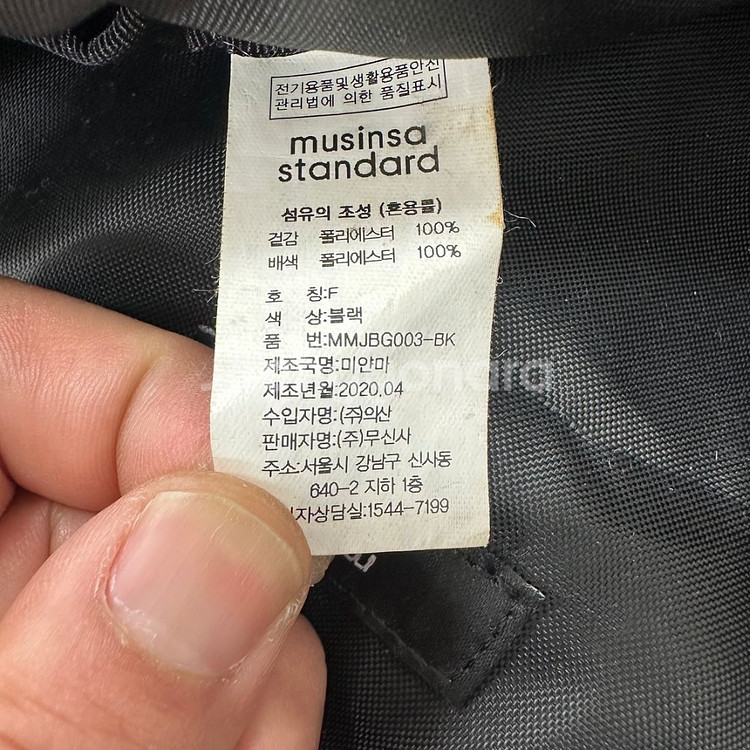 전기용품및생활용품안전
관리법에 의한 품질표시
musinsa
standard
섬유의 조성 (혼용률)
겉감 폴리에스터 100%
배색 폴리에스터 100%
호 칭:F
색 상:블랙
품 번:MMJBG003-BK
제조국명:미얀마
제조년월:2020.04
수입자명:(주)의산
판매자명:(주)무신사
주소:서울시 강남구 신사동
640-2 지하 1층
자상담실:1544-7199